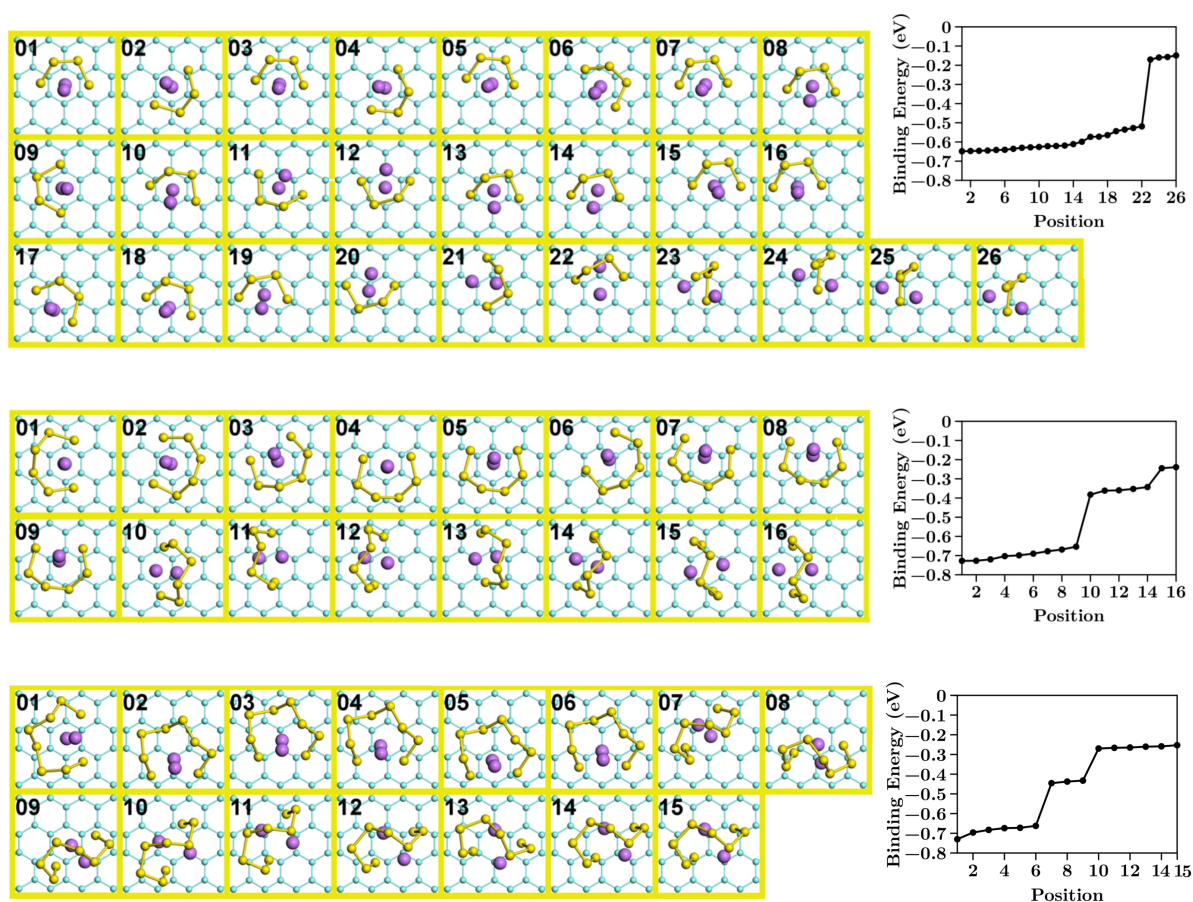 01 02 03 04 05 06 07 08
09 10 11 12 13 14 15 16
17 18 19 20 21 22 23 24 25 26
Binding Energy (eV)
0
−0.1
−0.2
−0.3
−0.4
−0.5
−0.6
−0.7
−0.8
2 6 10 14 18 22 26
Position
01 02 03 04 05 06 07 08
09 10 11 12 13 14 15 16
Binding Energy (eV)
0
−0.1
−0.2
−0.3
−0.4
−0.5
−0.6
−0.7
−0.8
2 4 6 8 10 12 14 16
Position
01 02 03 04 05 06 07 08
09 10 11 12 13 14 15
Binding Energy (eV)
0
−0.1
−0.2
−0.3
−0.4
−0.5
−0.6
−0.7
−0.8
2 4 6 8 10 12 14 15
Position